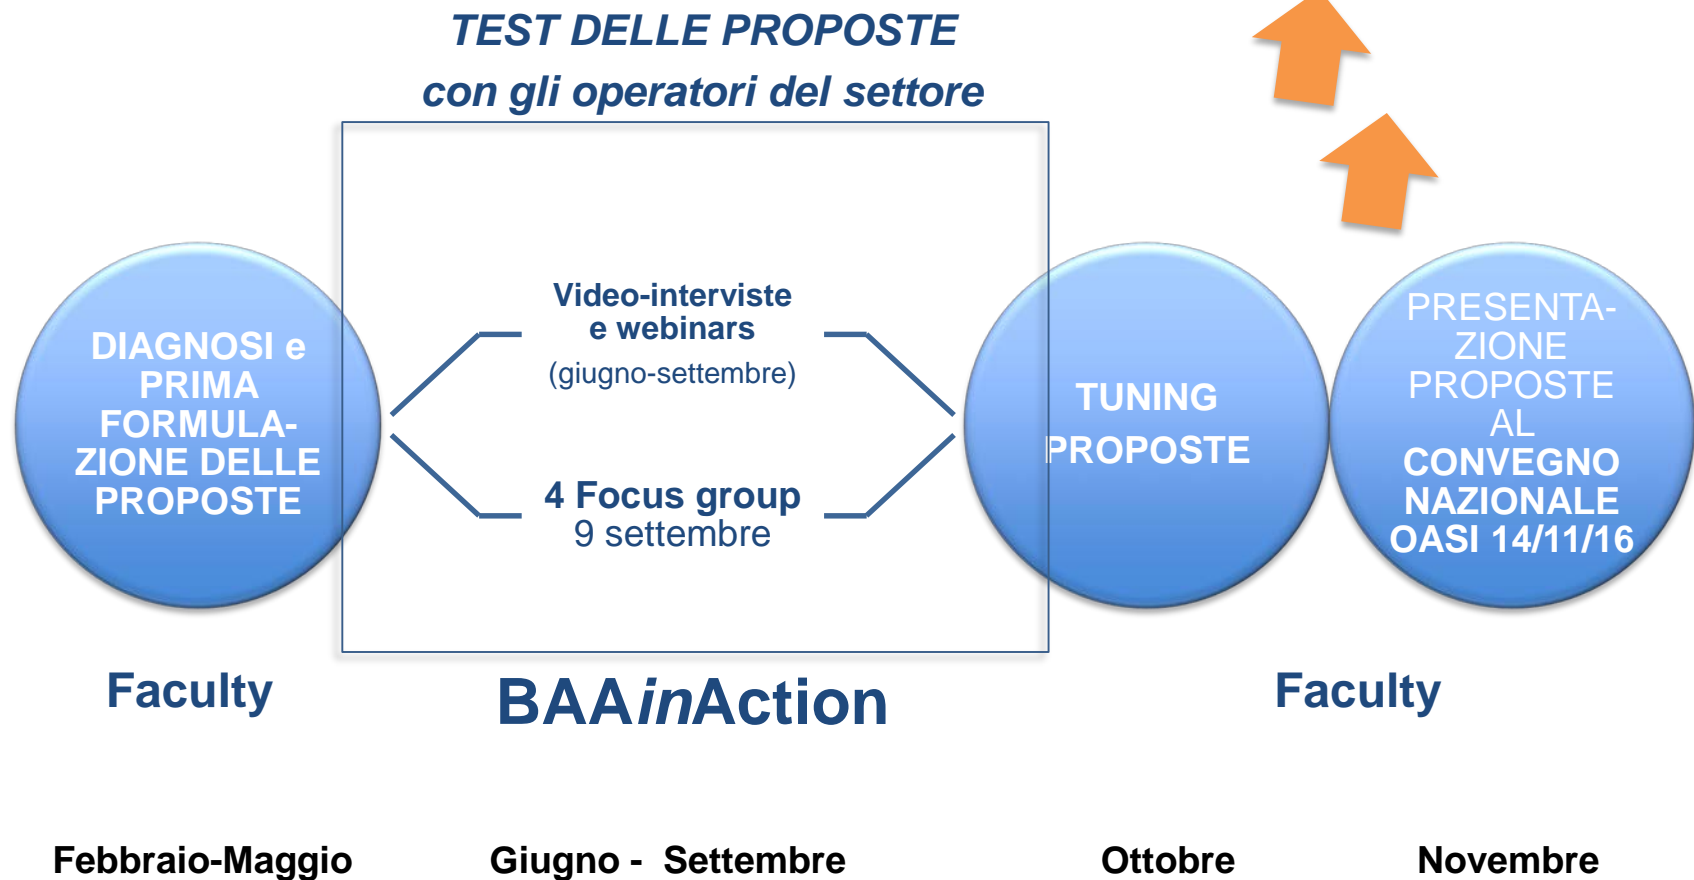 TEST DELLE PROPOSTE
con gli operatori del settore
DIAGNOSI e
PRIMA
FORMULA-
ZIONE DELLE
PROPOSTE
Video-interviste
e webinars
(giugno-settembre)
4 Focus group
9 settembre
TUNING
PROPOSTE
PRESENTA-
ZIONE
PROPOSTE
AL
CONVEGNO
NAZIONALE
OASI 14/11/16
Faculty
BAAinAction
Faculty
Febbraio-Maggio
Giugno - Settembre
Ottobre
Novembre